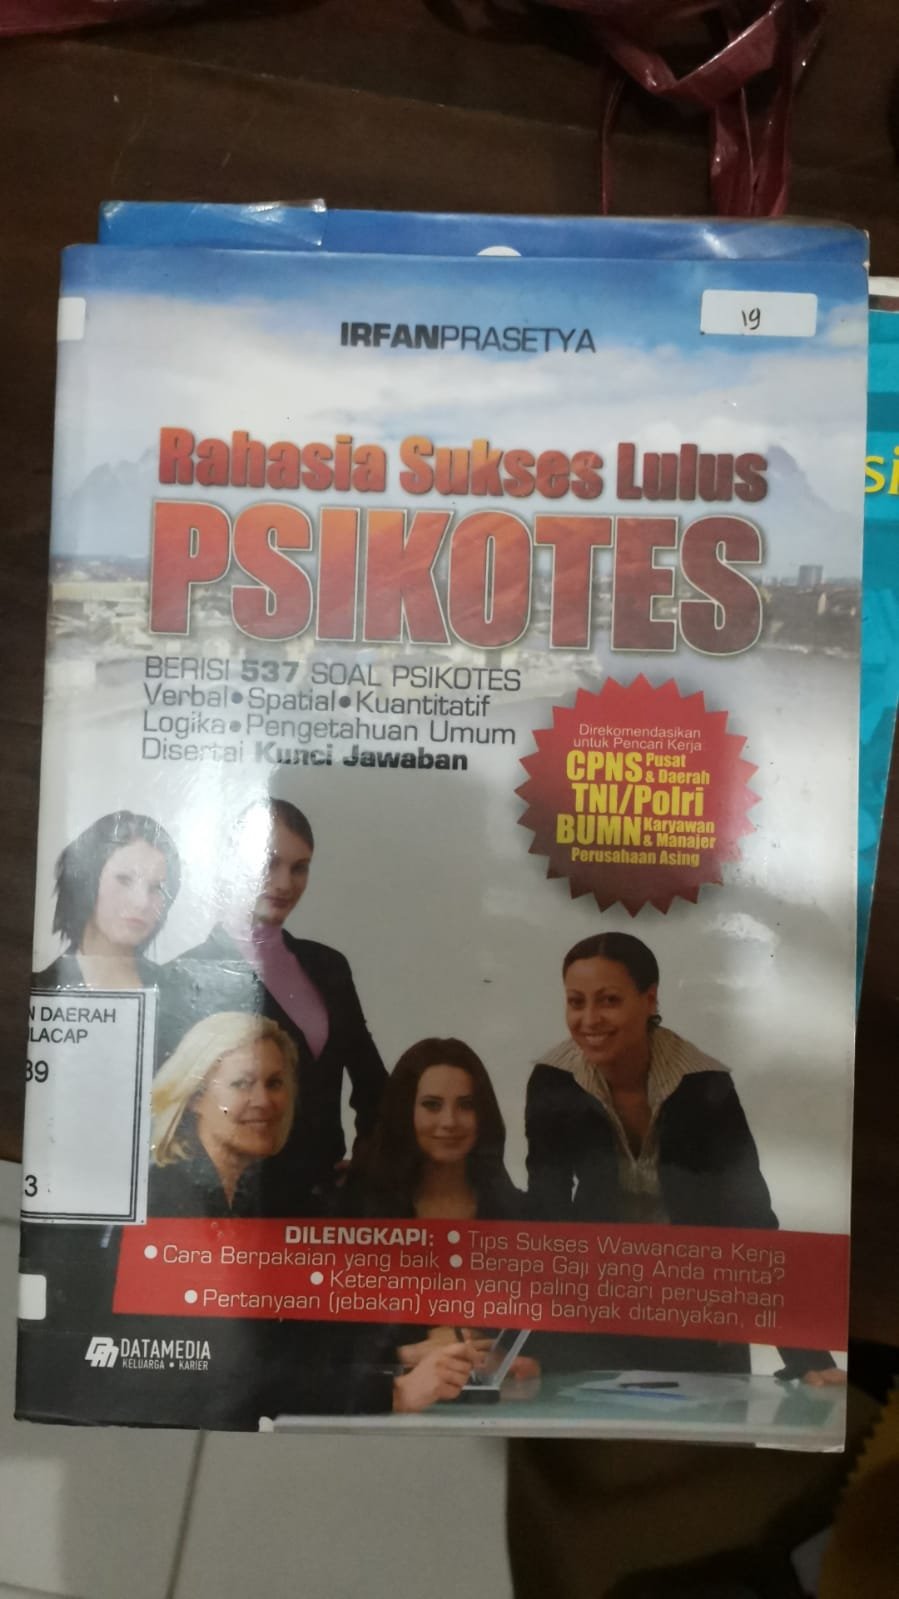 19
IRFANPRASETYA
Rahasia Sukses Lulus
PSIKOTES
BERISI 537 SOAL PSIKOTES
Verbal • Spatial • Kuantitatif
Logika • Pengetahuan Umum
Disertai Kunci Jawaban
Direkomendasikan
untuk Pencari Kerja:
CPNS Pusat & Daerah
TNI/Polri
BUMN Karyawan & Manajer
Perusahaan Asing
N DAERAH
ILACAP
39
3
DILENGKAPI: • Tips Sukses Wawancara Kerja
• Cara Berpakaian yang baik • Berapa Gaji yang Anda minta?
• Keterampilan yang paling dicari perusahaan
• Pertanyaan (jebakan) yang paling banyak ditanyakan, dll.
DATAMEDIA
KELUARGA • KARIER
si